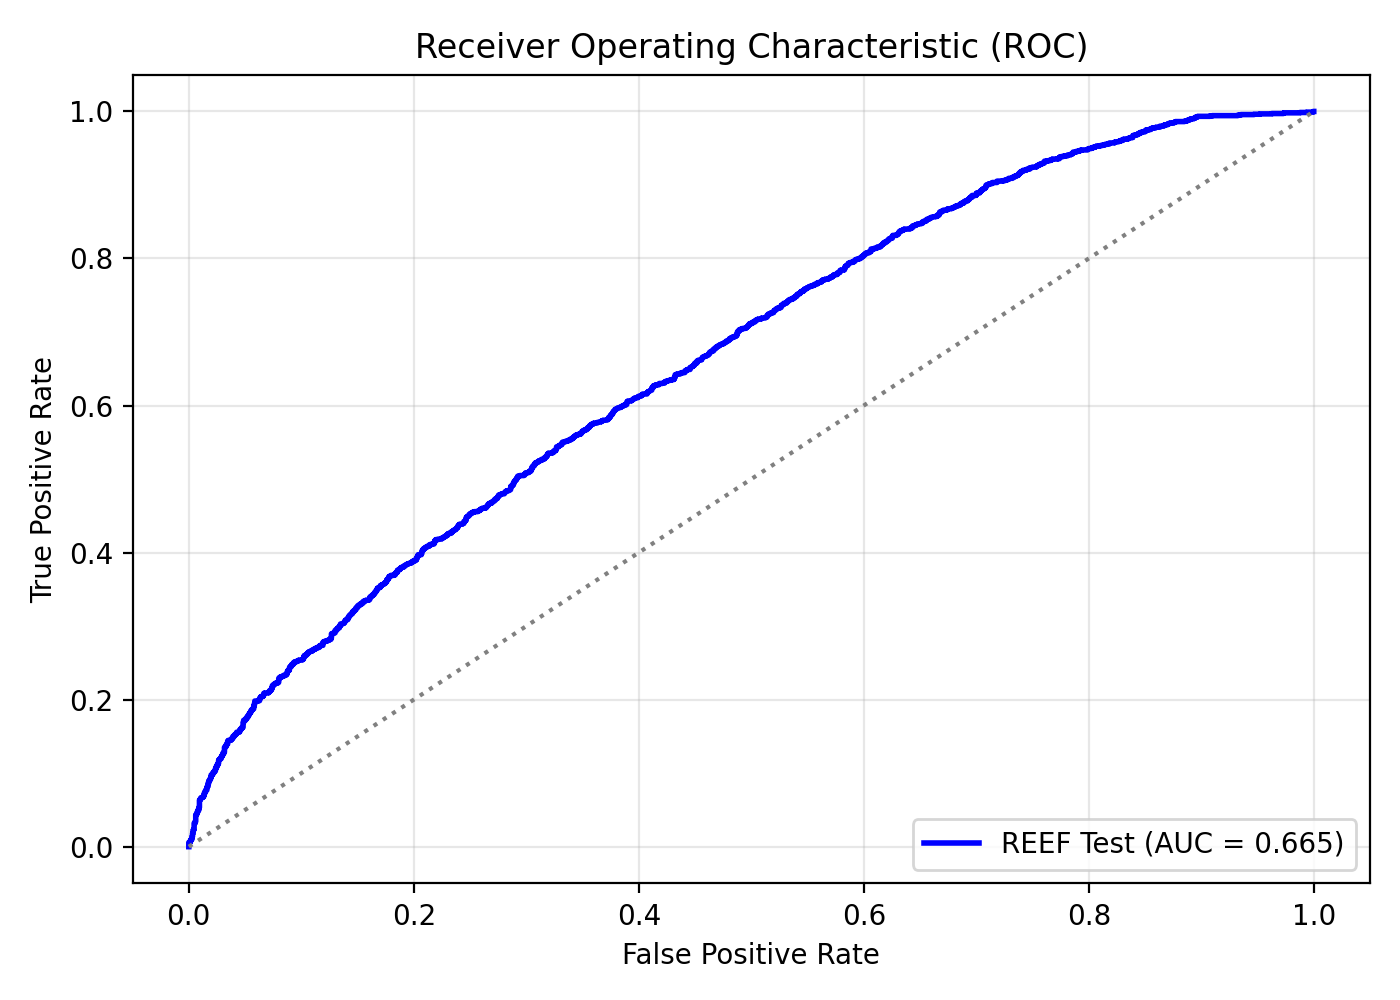 Receiver Operating Characteristic (ROC)
1.0
0.8
0.6
0.4
0.2
0.0
True Positive Rate
REEF Test (AUC = 0.665)
0.0 0.2 0.4 0.6 0.8 1.0
False Positive Rate